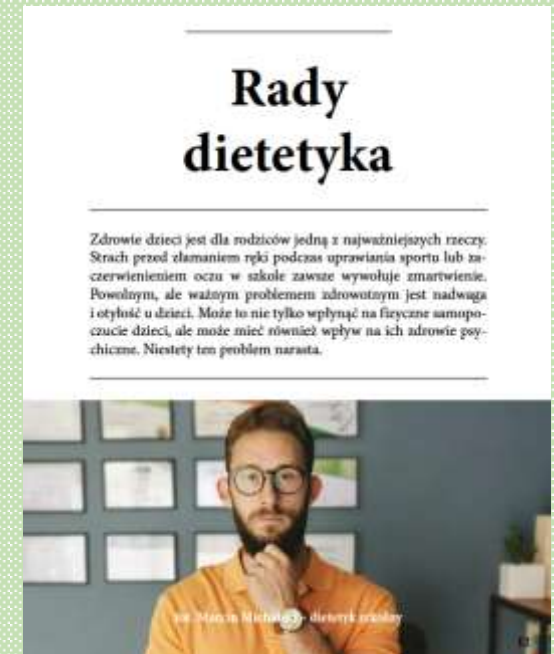 Rady
dietetyka
Zdrowie dzieci jest dla rodziców jedną z najważniejszych rzeczy.
Strach przed złamaniem ręki podczas uprawiania sportu lub za-
czerwienieniem oczu w szkole zawsze wywołuje zmartwienie.
Powolnym, ale ważnym problemem zdrowotnym jest nadwaga
i otyłość u dzieci. Może to nie tylko wpłynąć na fizyczne samopo-
czucie dzieci, ale może mieć również wpływ na ich zdrowie psy-
chiczne. Niestety ten problem narasta.
Marcin - dietetyk szkolny